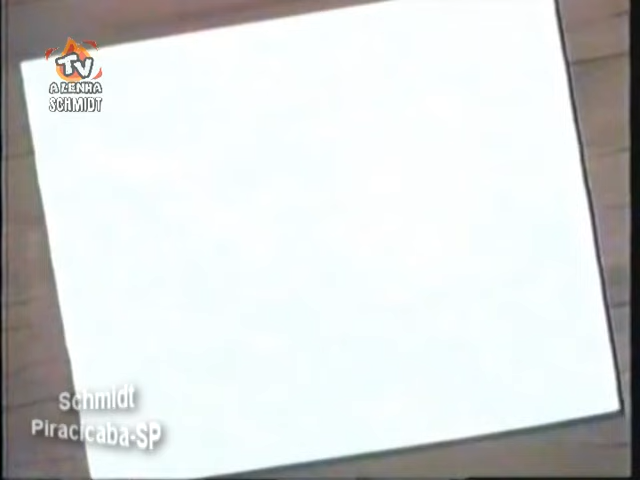 TV
A LENHA
SCHMIDT
Schmidt
Piracicaba-SP